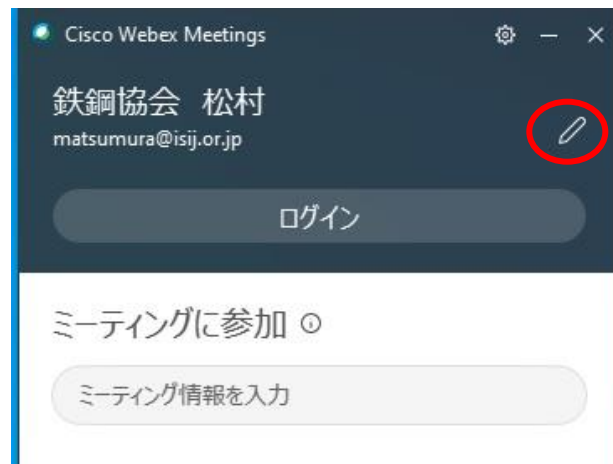 Cisco Webex Meetings
鉄鋼協会 松村
matsumura@isij.or.jp
ログイン
ミーティングに参加
ミーティング情報を入力